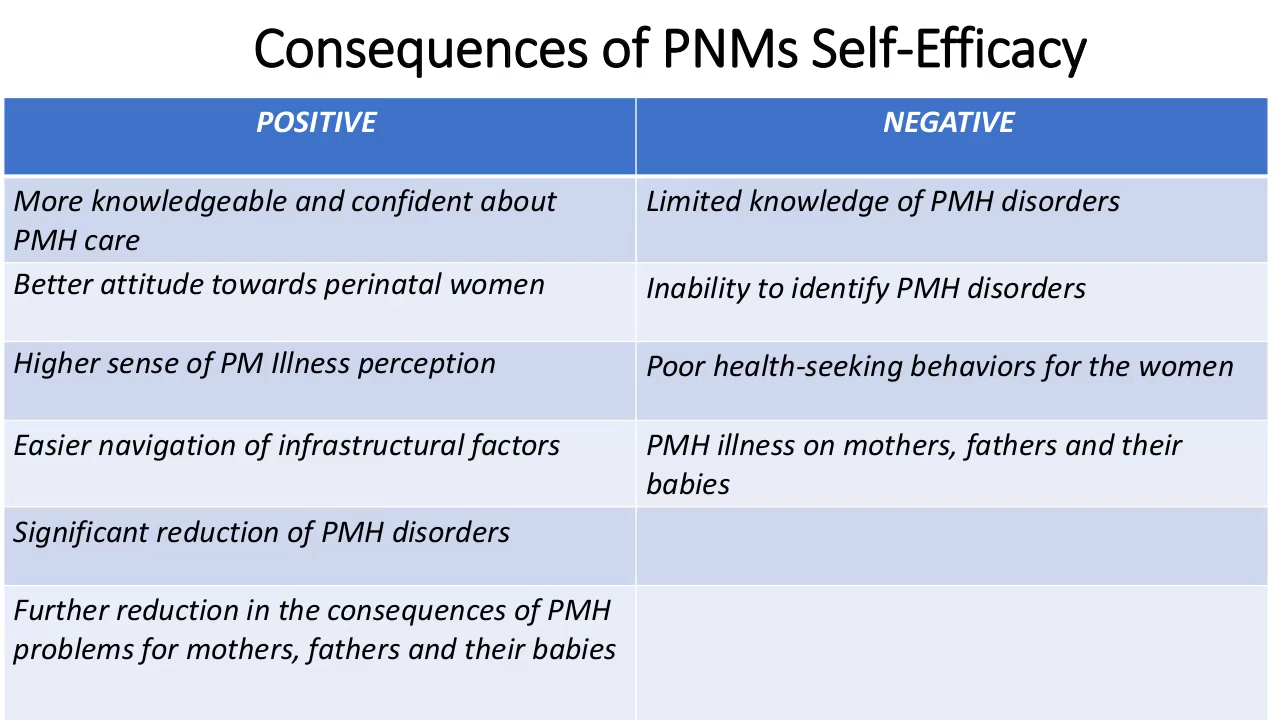 Consequences of PNMs Self-Efficacy
POSITIVE
NEGATIVE
More knowledgeable and confident about
PMH care
Limited knowledge of PMH disorders
Better attitude towards perinatal women
Inability to identify PMH disorders
Higher sense of PM Illness perception
Poor health-seeking behaviors for the women
Easier navigation of infrastructural factors
PMH illness on mothers, fathers and their
babies
Significant reduction of PMH disorders
Further reduction in the consequences of PMH
problems for mothers, fathers and their babies